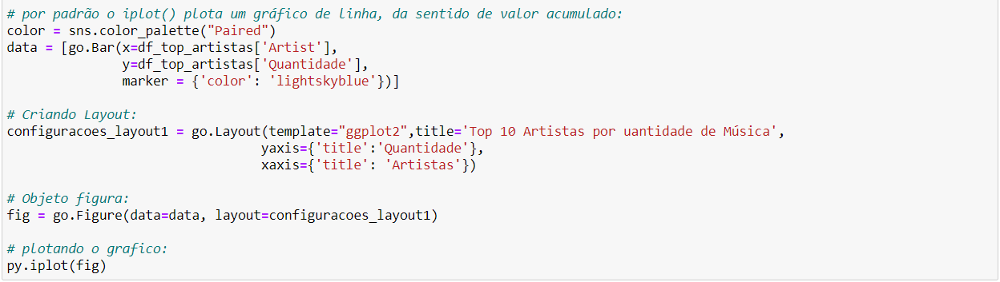 # por padrão o iplot() plota um gráfico de linha, da sentido de valor acumulado:
color = sns.color_palette("Paired")
data = [go.Bar(x=df_top_artistas['Artist'],
y=df_top_artistas['Quantidade'],
marker = {'color': 'lightskyblue'})]
# Criando Layout:
configuracoes_layout1 = go.Layout(template="ggplot2",title='Top 10 Artistas por uantidade de Música',
yaxis={'title':'Quantidade'},
xaxis={'title': 'Artistas'})
# Objeto figura:
fig = go.Figure(data=data, layout=configuracoes_layout1)
# plotando o grafico:
py.iplot(fig)